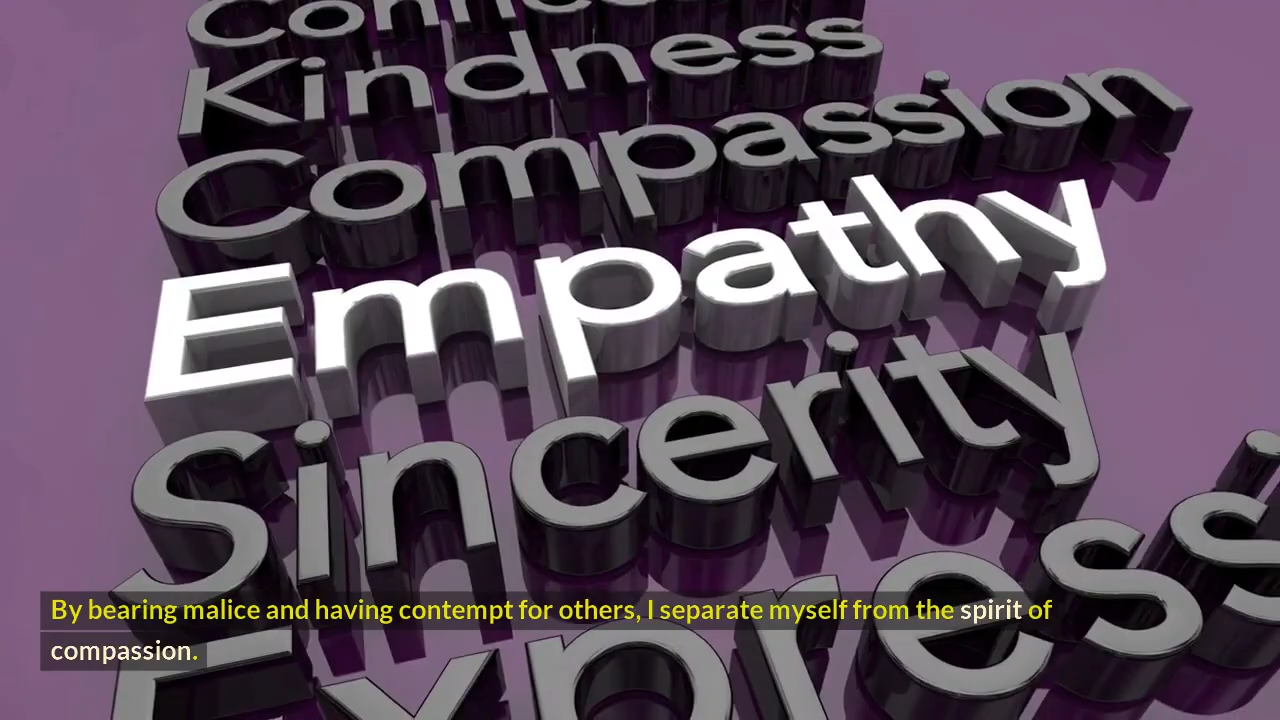 Kindness
Compassion
Empathy
Sincerity
By bearing malice and having contempt for others, I separate myself from the spirit of
compassion.